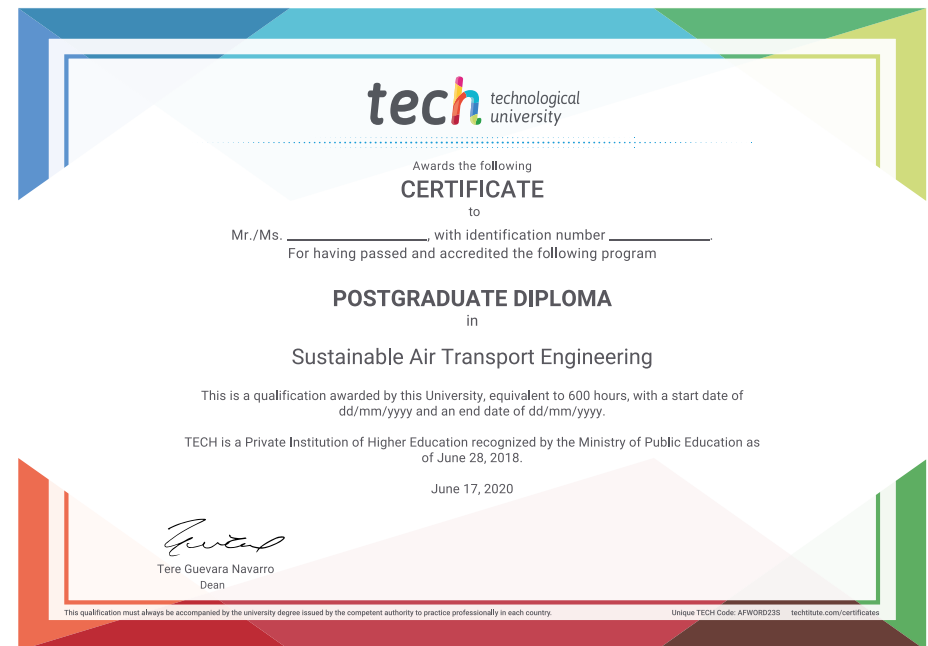 tech technological
university
Awards the following
CERTIFICATE
to
Mr./Ms. ____________________, with identification number ______________.
For having passed and accredited the following program
POSTGRADUATE DIPLOMA
in
Sustainable Air Transport Engineering
This is a qualification awarded by this University, equivalent to 600 hours, with a start date of
dd/mm/yyyy and an end date of dd/mm/yyyy.
TECH is a Private Institution of Higher Education recognized by the Ministry of Public Education as
of June 28, 2018.
June 17, 2020
Tere Guevara Navarro
Dean
This qualification must always be accompanied by the university degree issued by the competent authority to practice professionally in each country.
Unique TECH Code: AFWORD23S techtitute.com/certificates